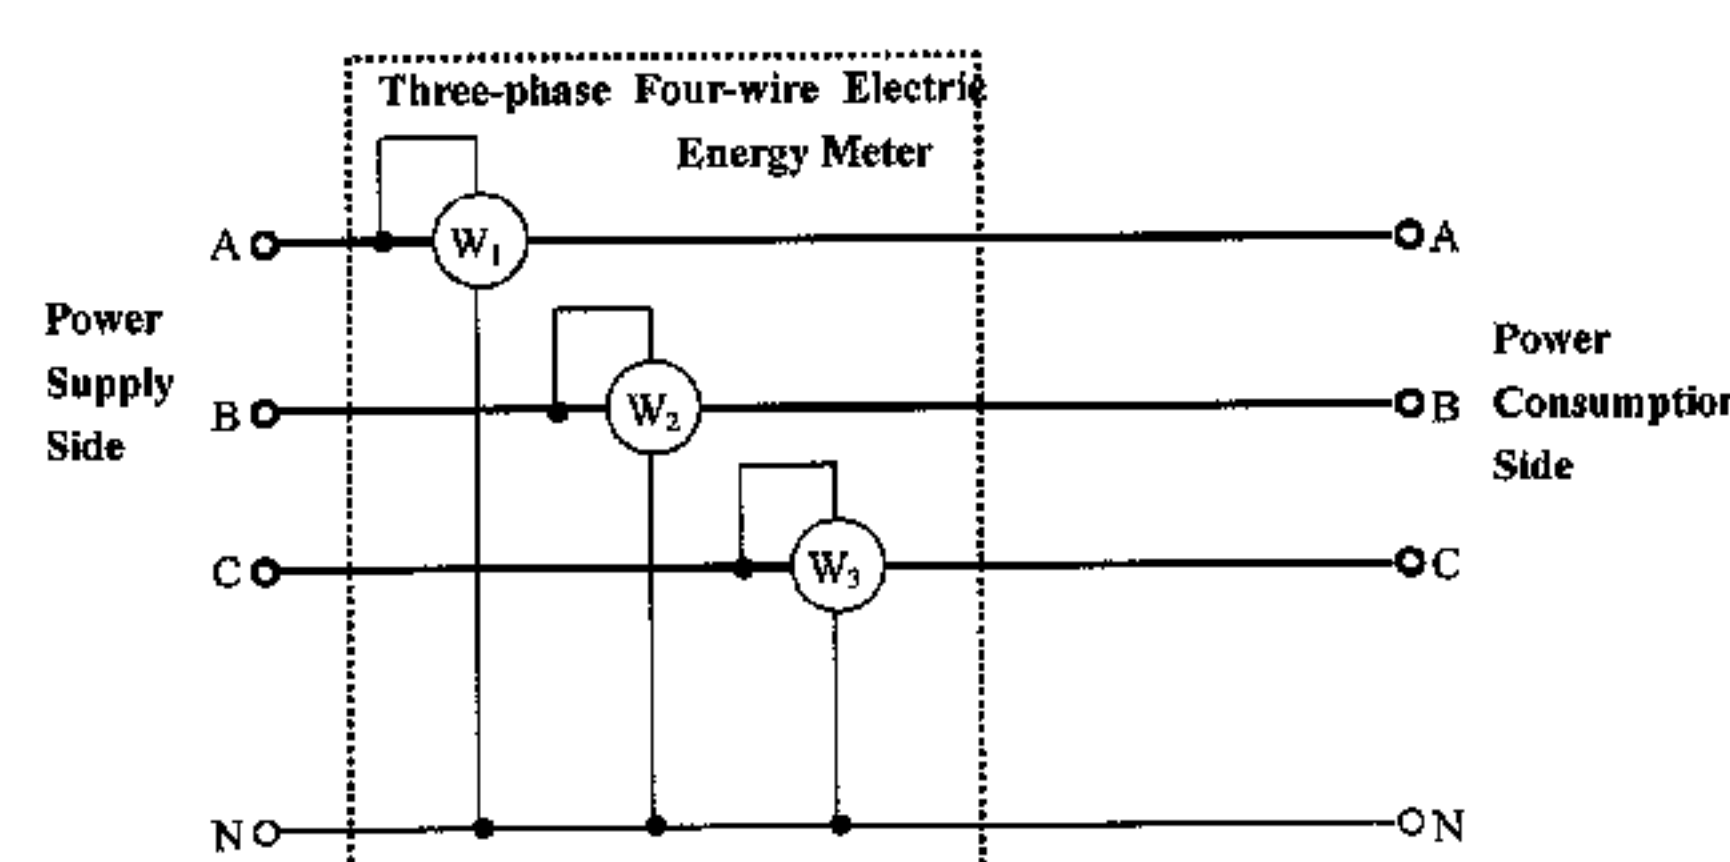 Three-phase Four-wire Electric
Energy Meter
A
W1
A
Power
Supply
Side
B
W2
B
Power
Consumption
Side
C
W3
C
N
N